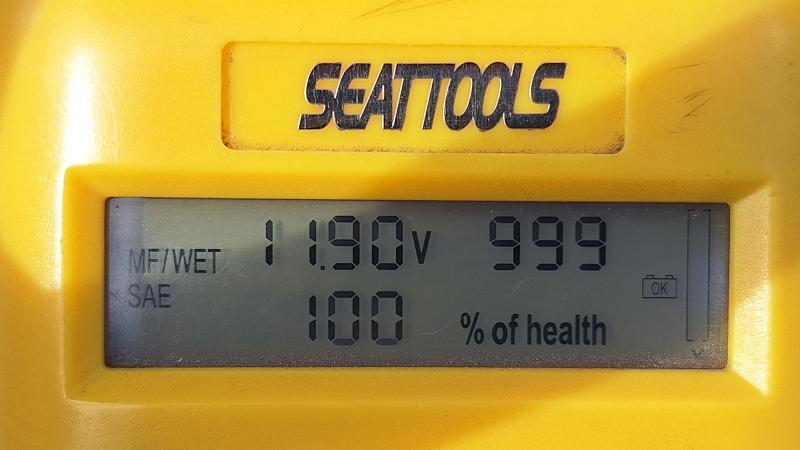 SEATTOOLS
MF/WET 11.90V 999
SAE 100 % of health OK